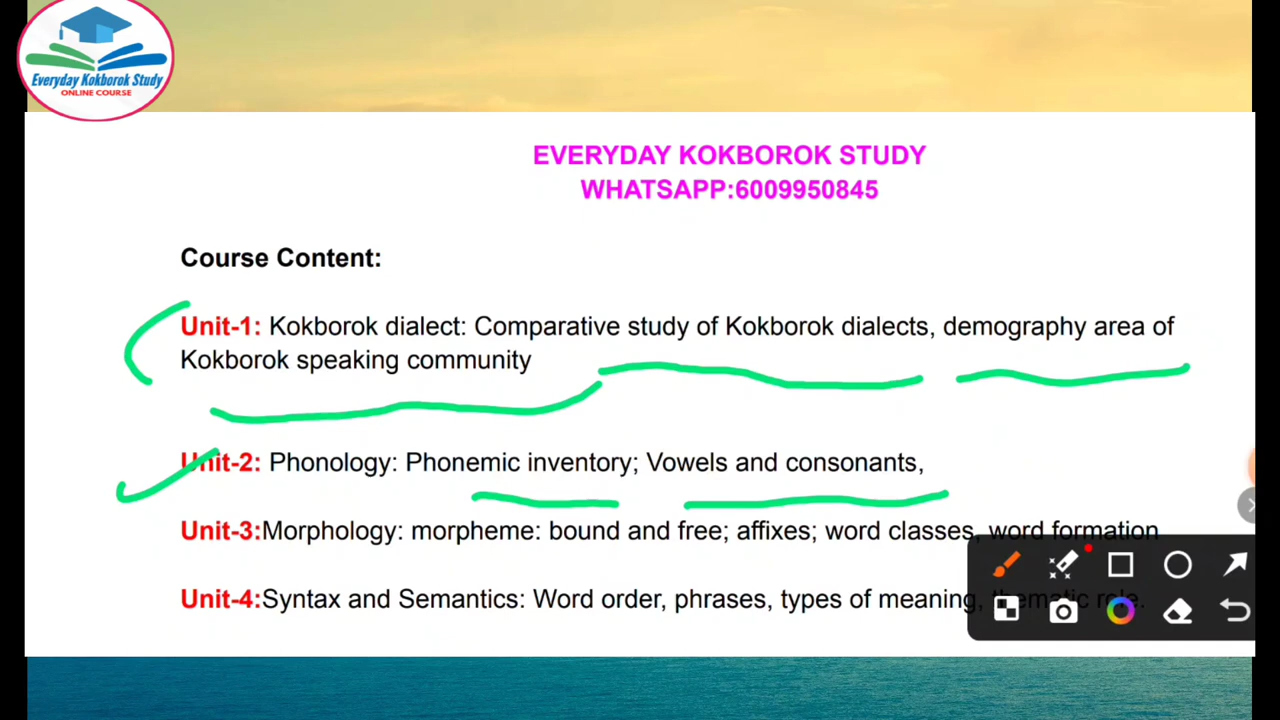 Everyday Kokborok Study
ONLINE COURSE
EVERYDAY KOKBOROK STUDY
WHATSAPP:6009950845
Course Content:
Unit-1: Kokborok dialect: Comparative study of Kokborok dialects, demography area of
Kokborok speaking community
Unit-2: Phonology: Phonemic inventory; Vowels and consonants,
Unit-3:Morphology: morpheme: bound and free; affixes; word classes, word formation
Unit-4:Syntax and Semantics: Word order, phrases, types of meaning, thematic role.